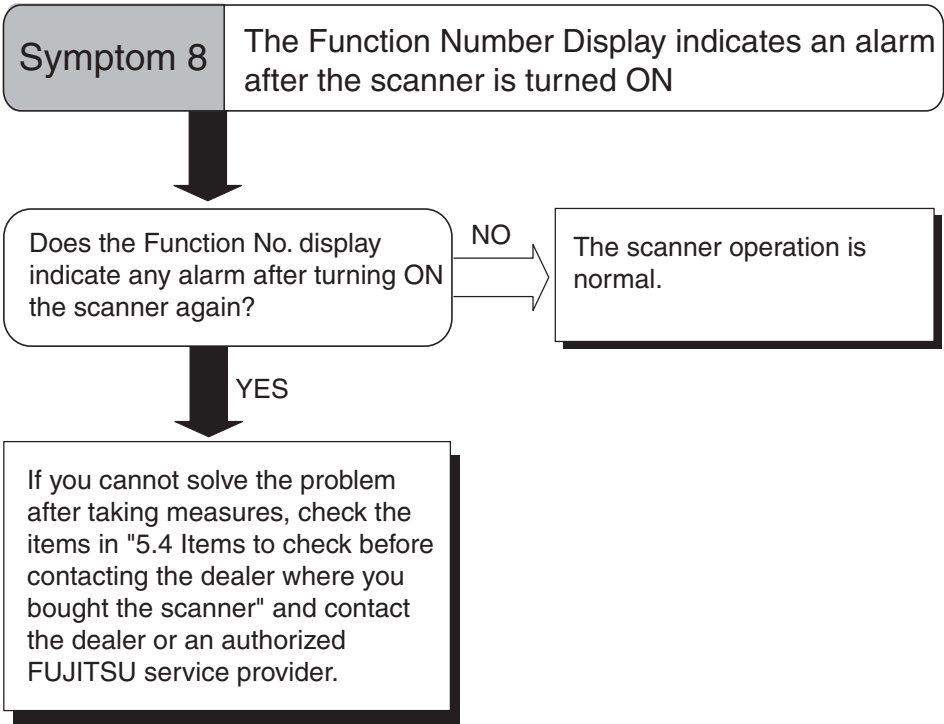 Symptom 8
The Function Number Display indicates an alarm
after the scanner is turned ON
Does the Function No. display
indicate any alarm after turning ON
the scanner again?
NO
The scanner operation is
normal.
YES
If you cannot solve the problem
after taking measures, check the
items in "5.4 Items to check before
contacting the dealer where you
bought the scanner" and contact
the dealer or an authorized
FUJITSU service provider.